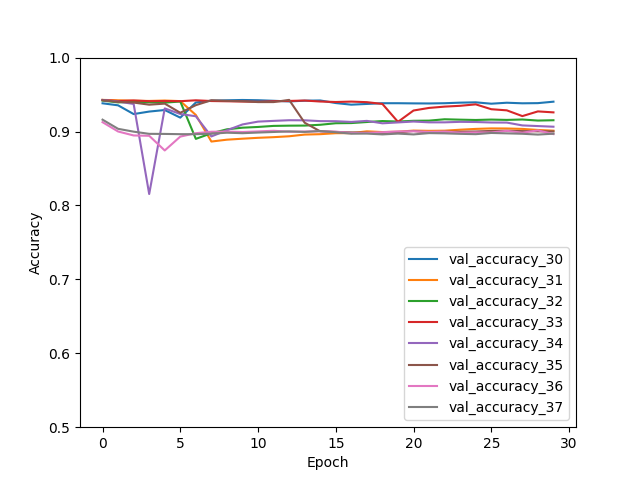 1.0
0.9
0.8
0.7
0.6
0.5
Accuracy
val_accuracy_30
val_accuracy_31
val_accuracy_32
val_accuracy_33
val_accuracy_34
val_accuracy_35
val_accuracy_36
val_accuracy_37
0 5 10 15 20 25 30
Epoch